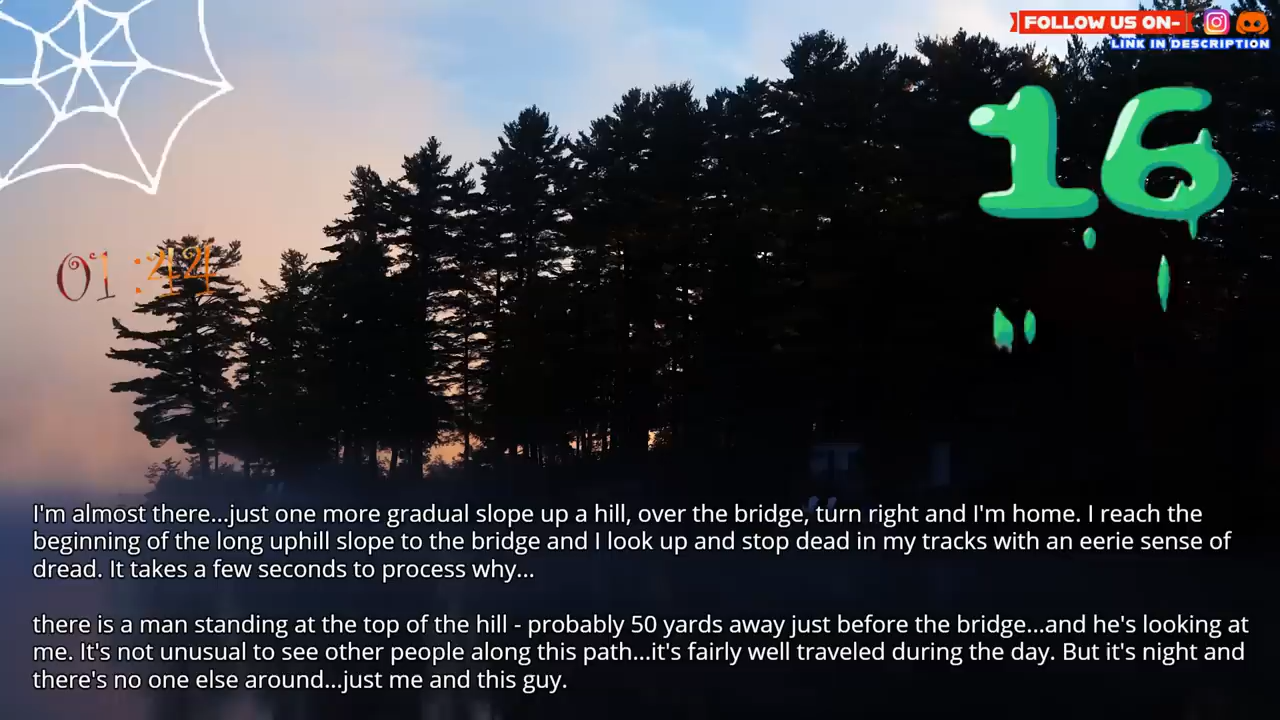 FOLLOW US ON-
LINK IN DESCRIPTION
16
01:44
I'm almost there...just one more gradual slope up a hill, over the bridge, turn right and I'm home. I reach the
beginning of the long uphill slope to the bridge and I look up and stop dead in my tracks with an eerie sense of
dread. It takes a few seconds to process why...
there is a man standing at the top of the hill - probably 50 yards away just before the bridge...and he's looking at
me. It's not unusual to see other people along this path...it's fairly well traveled during the day. But it's night and
there's no one else around...just me and this guy.